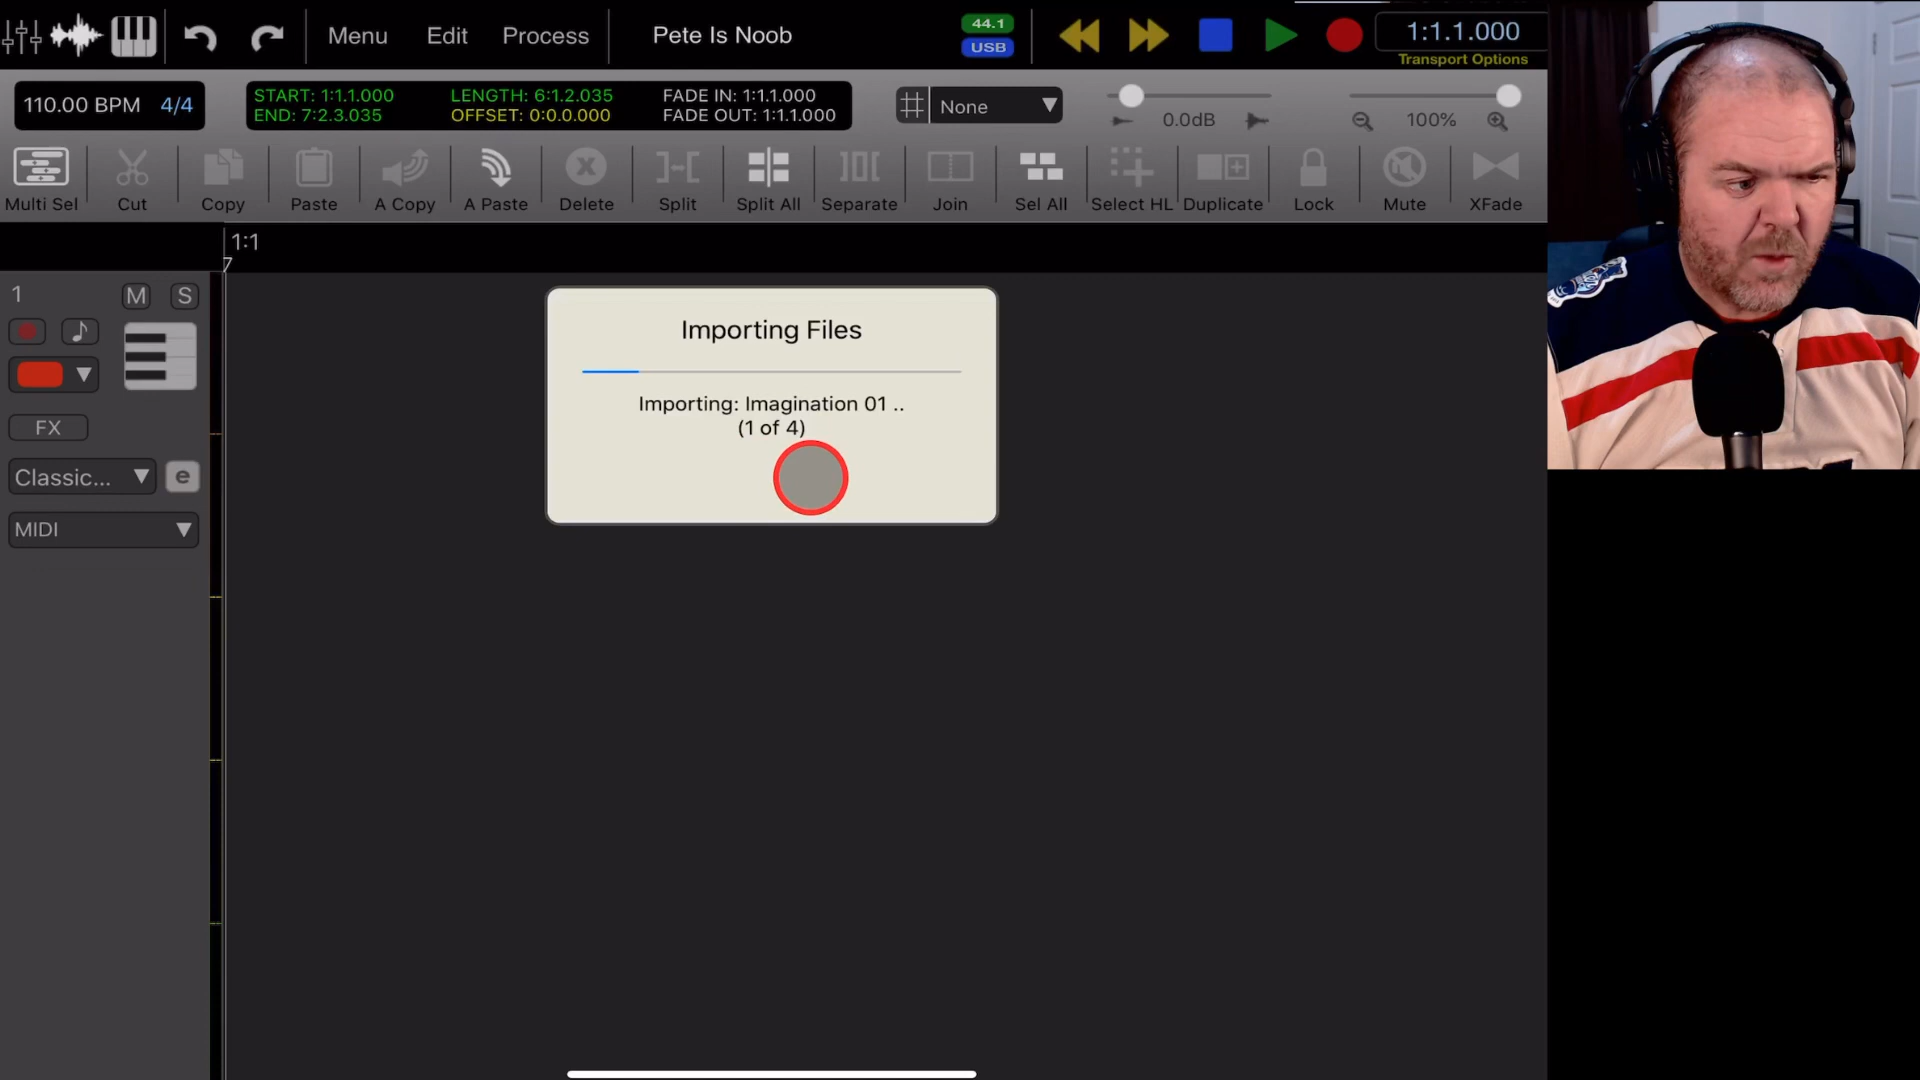 Menu Edit Process Pete Is Noob 44.1 USB 1:1.1.000
Transport Options
110.00 BPM 4/4
START: 1:1.1.000 LENGTH: 6:1.2.035 FADE IN: 1:1.1.000
END: 7:2.3.035 OFFSET: 0:0.0.000 FADE OUT: 1:1.1.000
None
0.0dB
100%
Multi Sel Cut Copy Paste A Copy A Paste Delete Split Split All Separate Join Sel All Select HL Duplicate Lock Mute XFade
1:1
7
1 M S
FX
Classic... e
MIDI
Importing Files
Importing: Imagination 01 ..
(1 of 4)